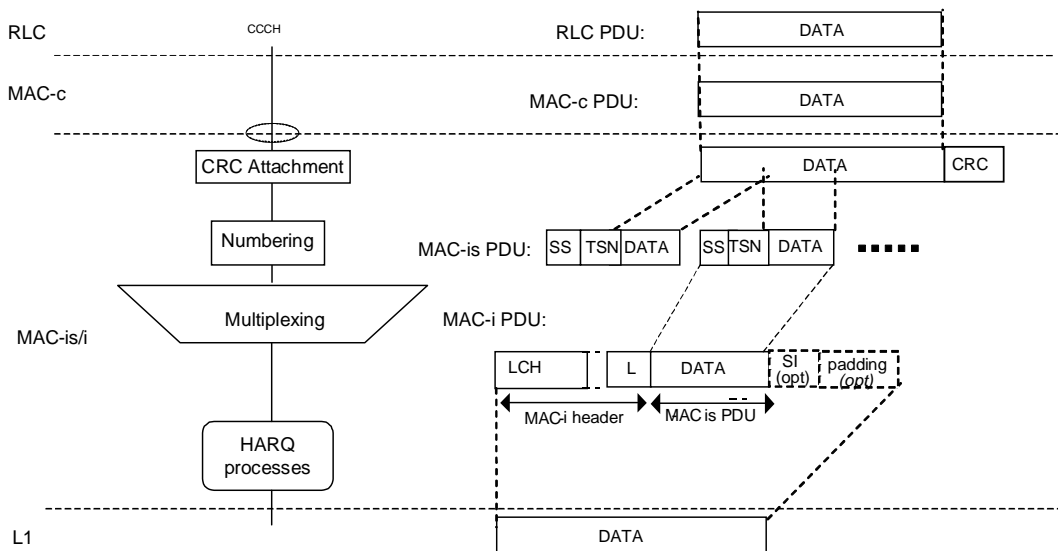 RLC
CCCH
RLC PDU:
DATA
MAC-c
MAC-c PDU:
DATA
CRC Attachment
DATA
CRC
Numbering
MAC-is PDU:
SS
TSN
DATA
SS
TSN
DATA
MAC-is/i
Multiplexing
MAC-i PDU:
LCH
L
DATA
SI
(opt)
padding
(opt)
MAC-i header
MAC-is PDU
HARQ
processes
L1
DATA